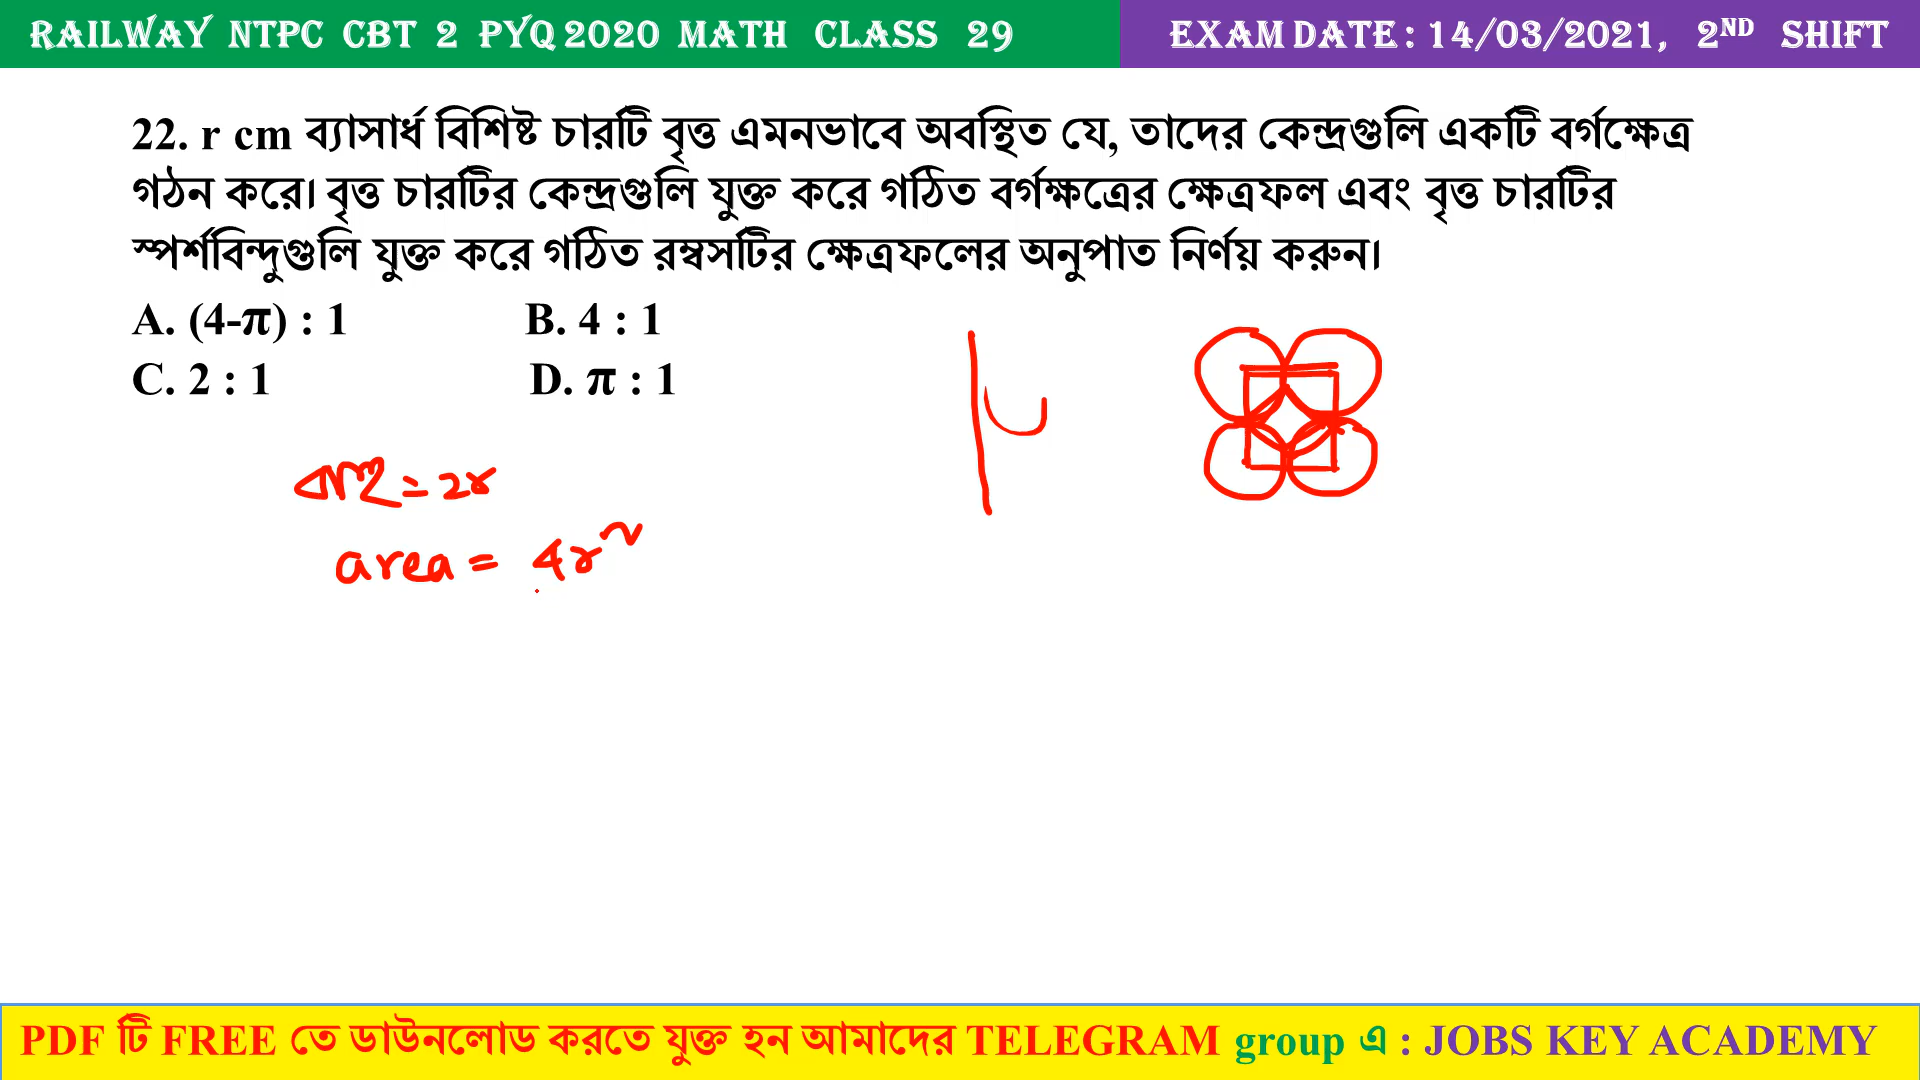 RAILWAY NTPC CBT 2 PYQ 2020 MATH CLASS 29
EXAM DATE : 14/03/2021, 2ND SHIFT
22. r cm ব্যাসার্ধ বিশিষ্ট চারটি বৃত্ত এমনভাবে অবস্থিত যে, তাদের কেন্দ্রগুলি একটি বর্গক্ষেত্র
গঠন করে। বৃত্ত চারটির কেন্দ্রগুলি যুক্ত করে গঠিত বর্গক্ষত্রের ক্ষেত্রফল এবং বৃত্ত চারটির
স্পর্শবিন্দুগুলি যুক্ত করে গঠিত রম্বসটির ক্ষেত্রফলের অনুপাত নির্ণয় করুন।
A. (4-π) : 1 B. 4 : 1
C. 2 : 1 D. π : 1
বাহু = 2r
area = 4r²
PDF টি FREE তে ডাউনলোড করতে যুক্ত হন আমাদের TELEGRAM group এ : JOBS KEY ACADEMY